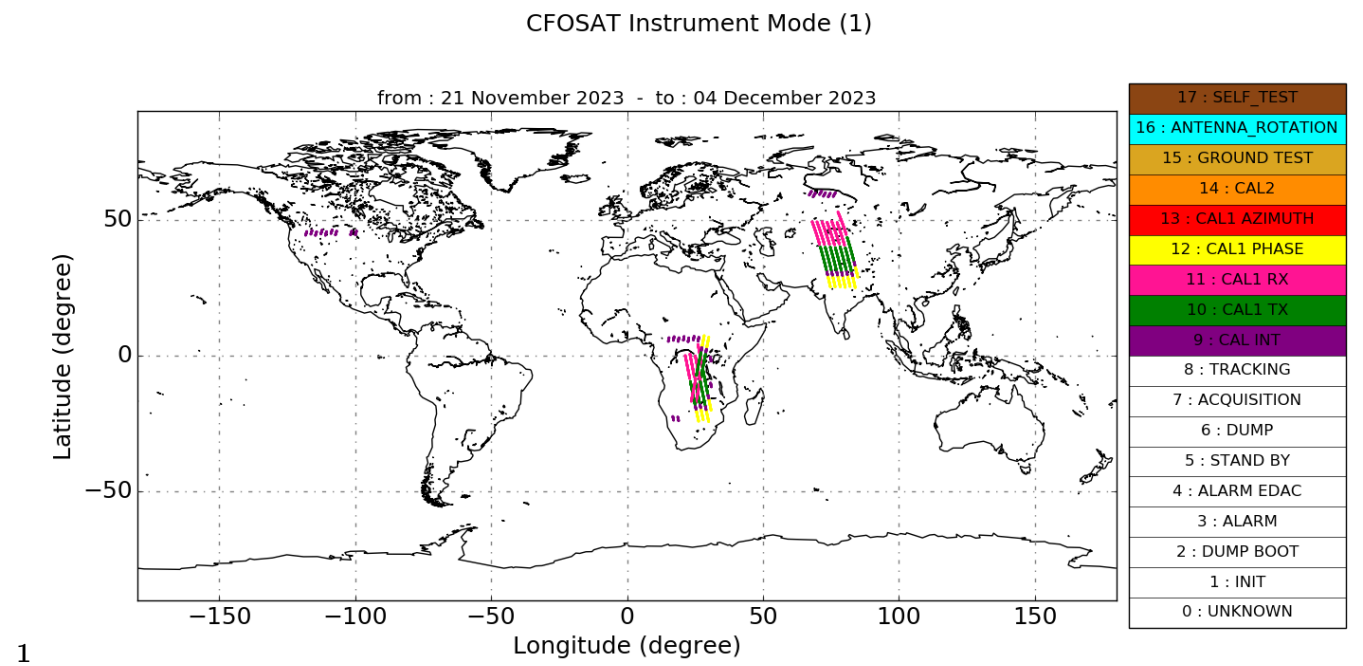 CFOSAT Instrument Mode (1)
from : 21 November 2023 - to : 04 December 2023
17 : SELF_TEST
16 : ANTENNA_ROTATION
15 : GROUND TEST
14 : CAL2
13 : CAL1 AZIMUTH
12 : CAL1 PHASE
11 : CAL1 RX
10 : CAL1 TX
9 : CAL INT
8 : TRACKING
7 : ACQUISITION
6 : DUMP
5 : STAND BY
4 : ALARM EDAC
3 : ALARM
2 : DUMP BOOT
1 : INIT
0 : UNKNOWN
Latitude (degree)
50
0
−50
−150 −100 −50 0 50 100 150
Longitude (degree)
1